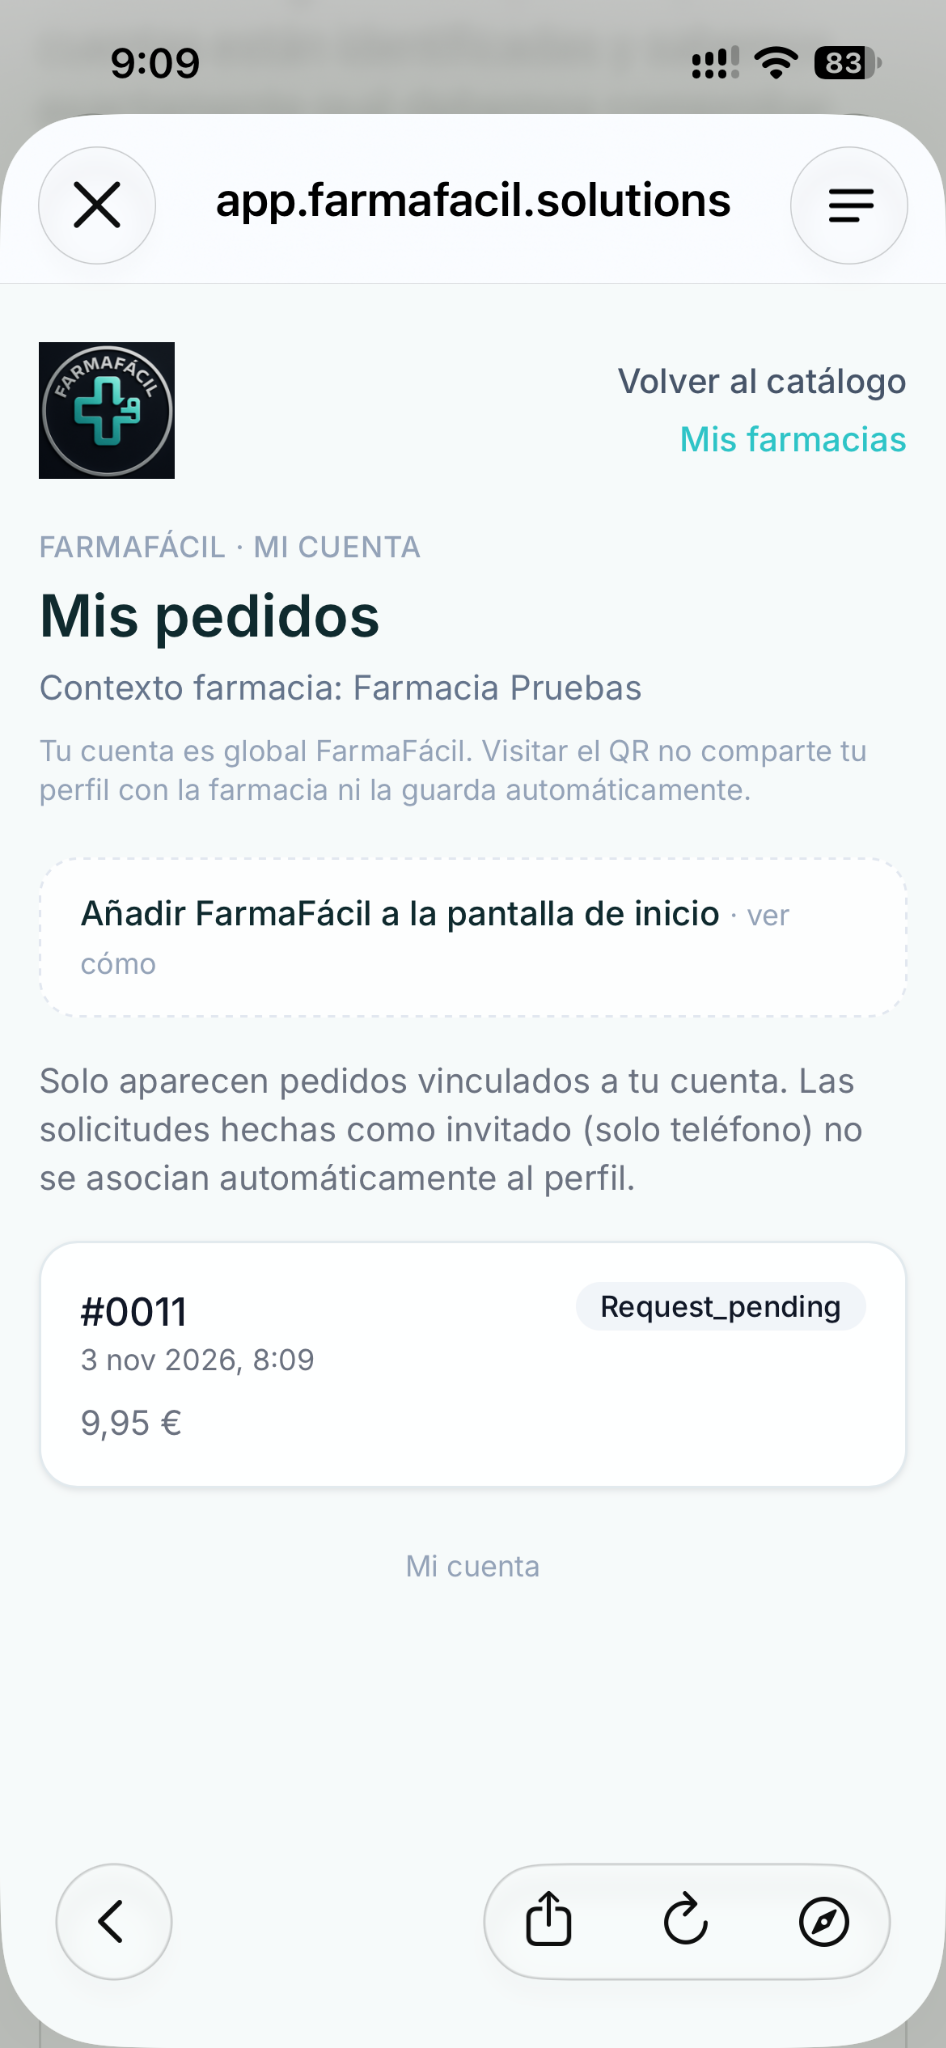 9:09
83
app.farmafacil.solutions
FARMAFÁCIL
Volver al catálogo
Mis farmacias
FARMAFÁCIL · MI CUENTA
Mis pedidos
Contexto farmacia: Farmacia Pruebas
Tu cuenta es global FarmaFácil. Visitar el QR no comparte tu
perfil con la farmacia ni la guarda automáticamente.
Añadir FarmaFácil a la pantalla de inicio · ver
cómo
Solo aparecen pedidos vinculados a tu cuenta. Las
solicitudes hechas como invitado (solo teléfono) no
se asocian automáticamente al perfil.
#0011
Request_pending
3 nov 2026, 8:09
9,95 €
Mi cuenta